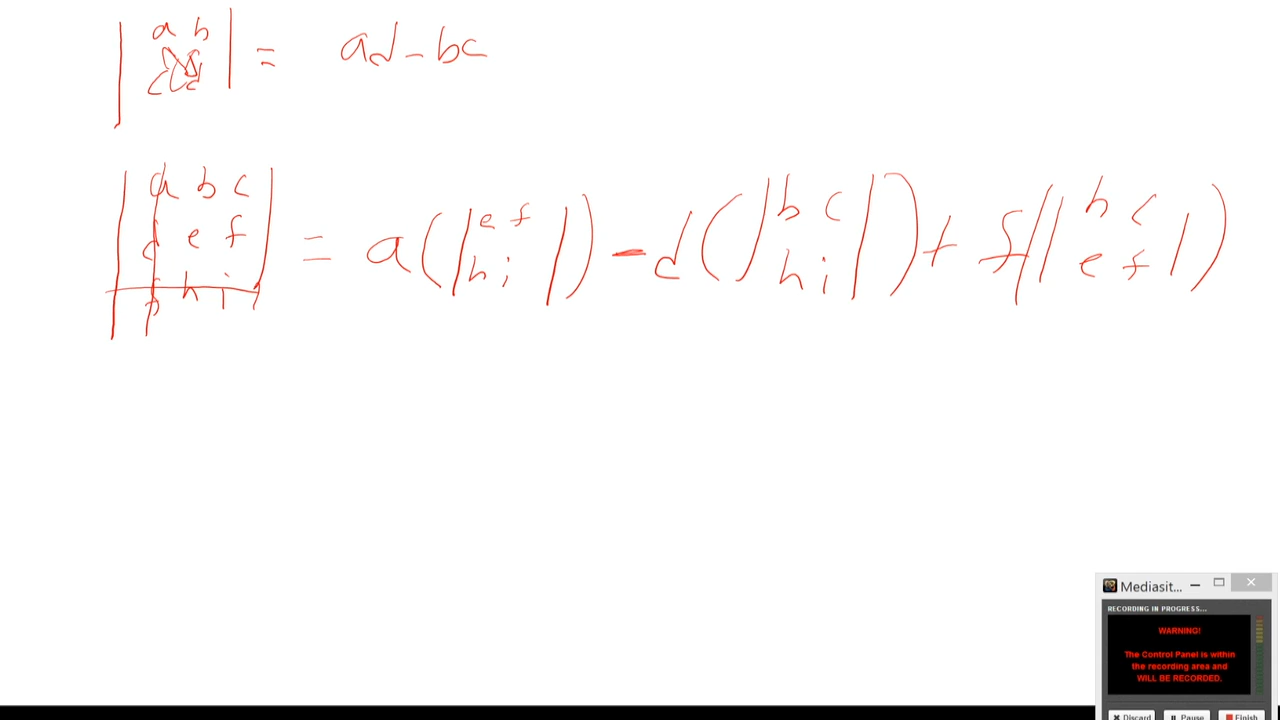 | a b |
| c d | = ad - bc
| a b c |
| d e f | = a(| e f |) - d(| b c |) + f(| b c |)
| h i | | h i | | e f |
Mediasit...
RECORDING IN PROGRESS...
WARNING!
The Control Panel is within
the recording area and
WILL BE RECORDED.
Discard Pause Finish